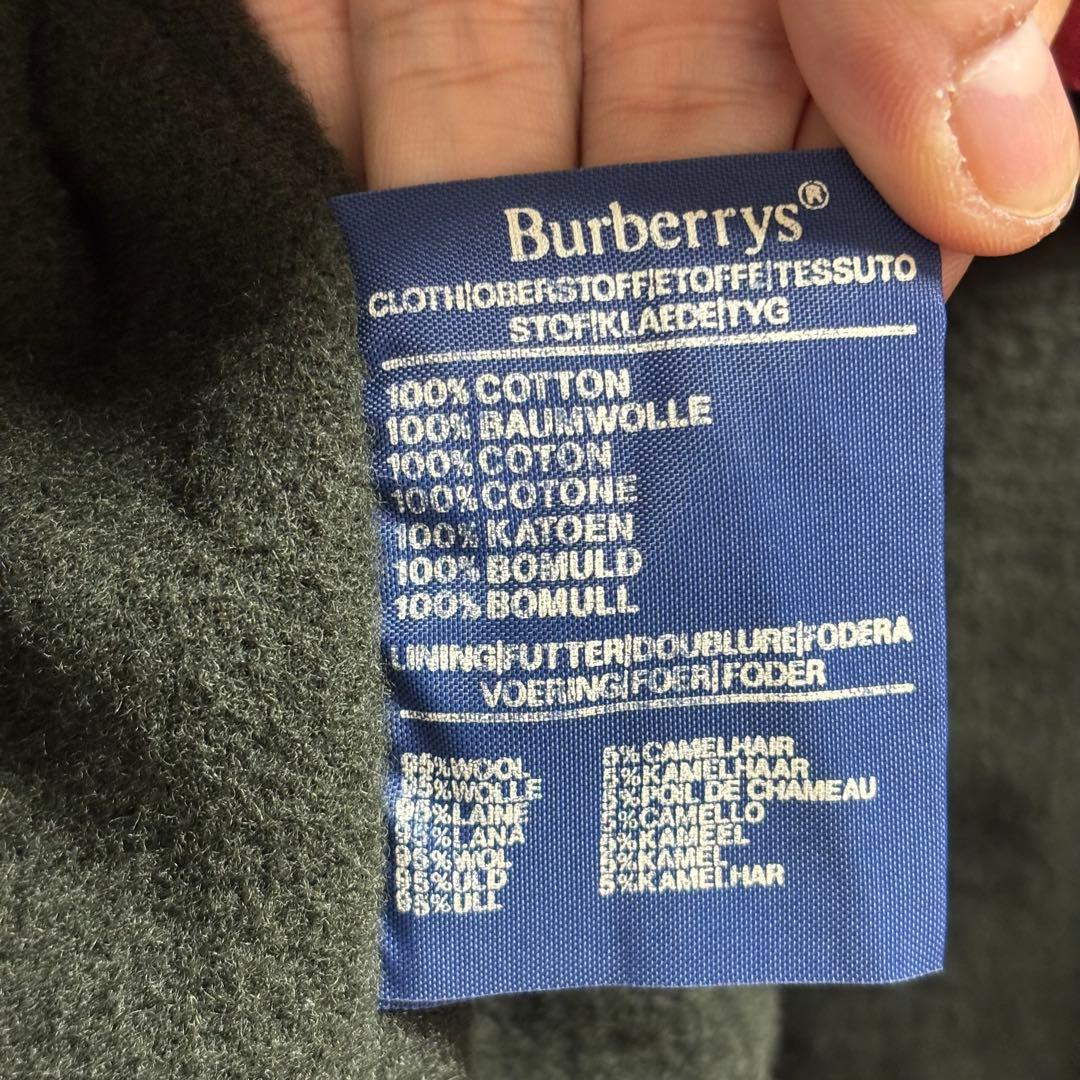 Burberrys®
CLOTH|OBERSTOFF|ETOFFE|TESSUTO
STOF|KLAEDE|TYG
100% COTTON
100% BAUMWOLLE
100% COTON
100% COTONE
100% KATOEN
100% BOMULD
100% BOMULL
LINING|FUTTER|DOUBLURE|FODERA
VOERING|FOER|FODER
95% WOOL 5% CAMELHAIR
95% WOLLE 5% KAMELHAAR
95% LAINE 5% POIL DE CHAMEAU
95% LANA 5% CAMELLO
95% WOL 5% KAMEEL
95% ULD 5% KAMEL
95% ULL 5% KAMELHAR